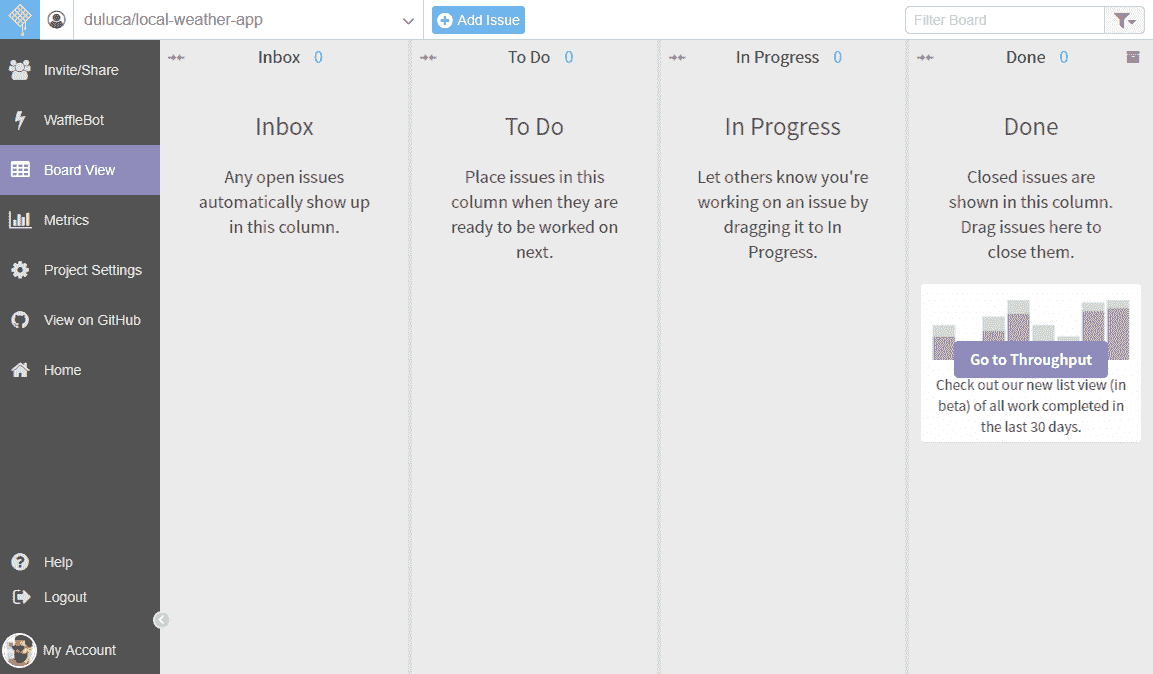 duluca/local-weather-app
Add Issue
Filter Board
Invite/Share
WaffleBot
Board View
Metrics
Project Settings
View on GitHub
Home
Help
Logout
My Account
Inbox 0
Inbox
Any open issues
automatically show up
in this column.
To Do 0
To Do
Place issues in this
column when they are
ready to be worked on
next.
In Progress 0
In Progress
Let others know you're
working on an issue by
dragging it to In
Progress.
Done 0
Done
Closed issues are
shown in this column.
Drag issues here to
close them.
Go to Throughput
Check out our new list view (in
beta) of all work completed in
the last 30 days.